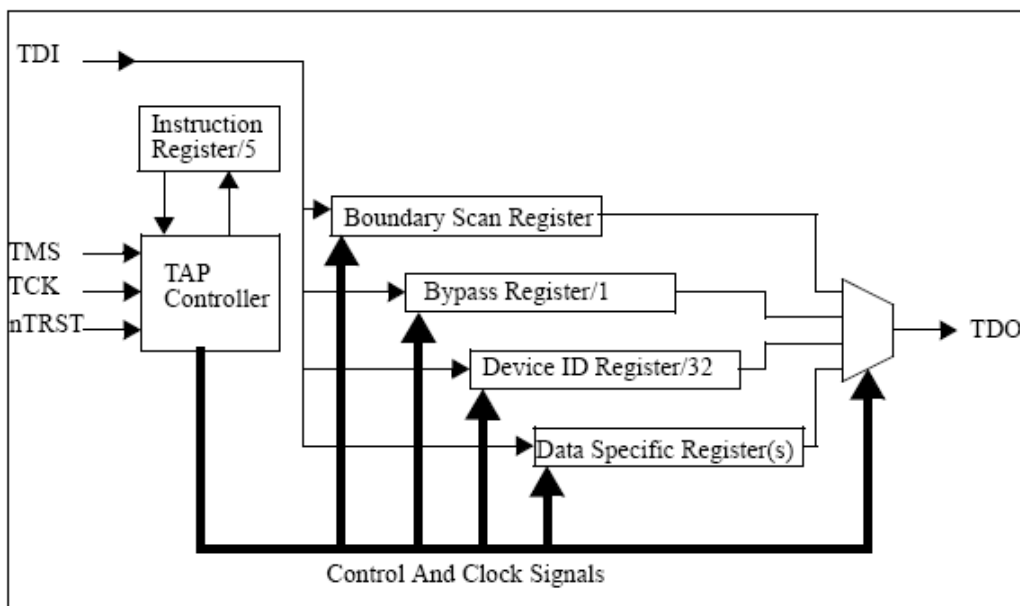 TDI
Instruction
Register/5
Boundary Scan Register
TMS
TAP
Controller
TCK
nTRST
Bypass Register/1
Device ID Register/32
Data Specific Register(s)
TDO
Control And Clock Signals